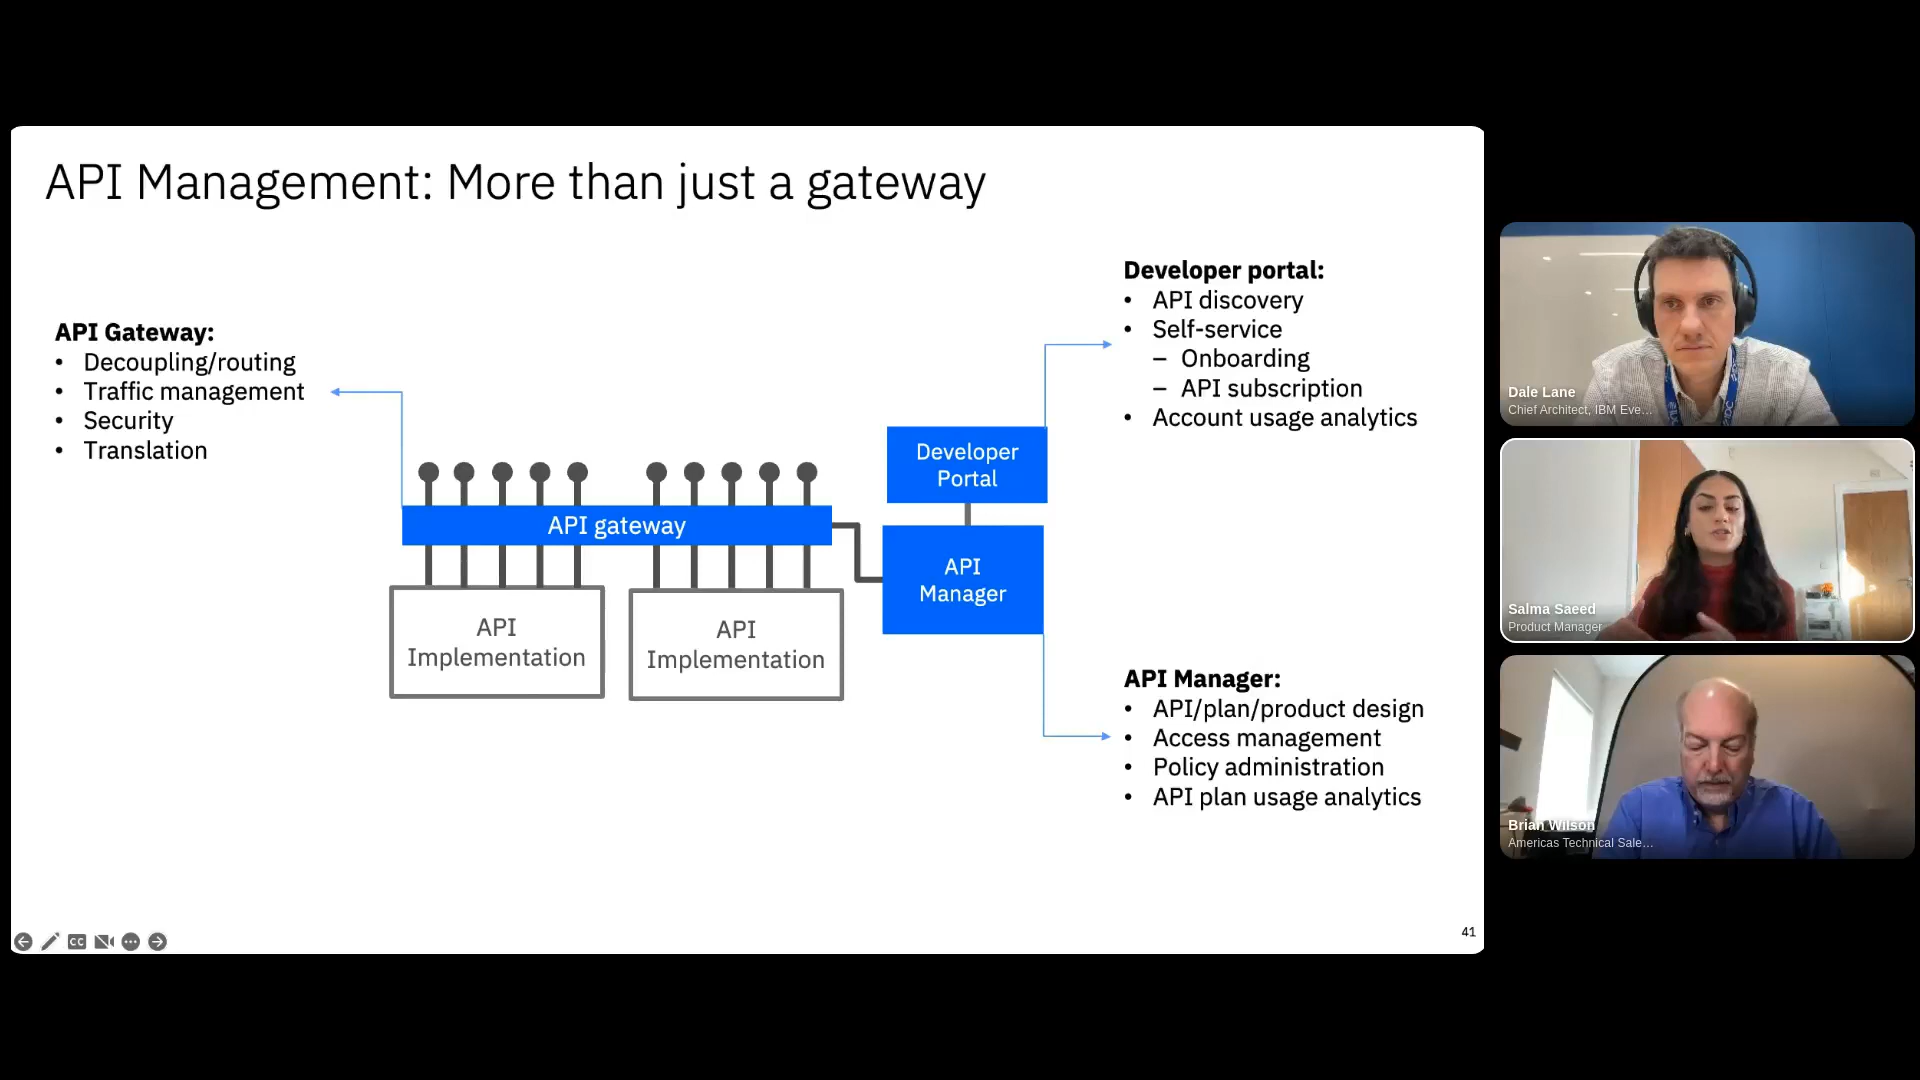 API Management: More than just a gateway
API Gateway:
• Decoupling/routing
• Traffic management
• Security
• Translation
Developer portal:
• API discovery
• Self-service
– Onboarding
– API subscription
• Account usage analytics
Developer
Portal
API gateway
API
Manager
API
Implementation
API
Implementation
API Manager:
• API/plan/product design
• Access management
• Policy administration
• API plan usage analytics
CC
41
Dale Lane
Chief Architect, IBM Eve...
Salma Saeed
Product Manager
Brian Wilson
Americas Technical Sale...